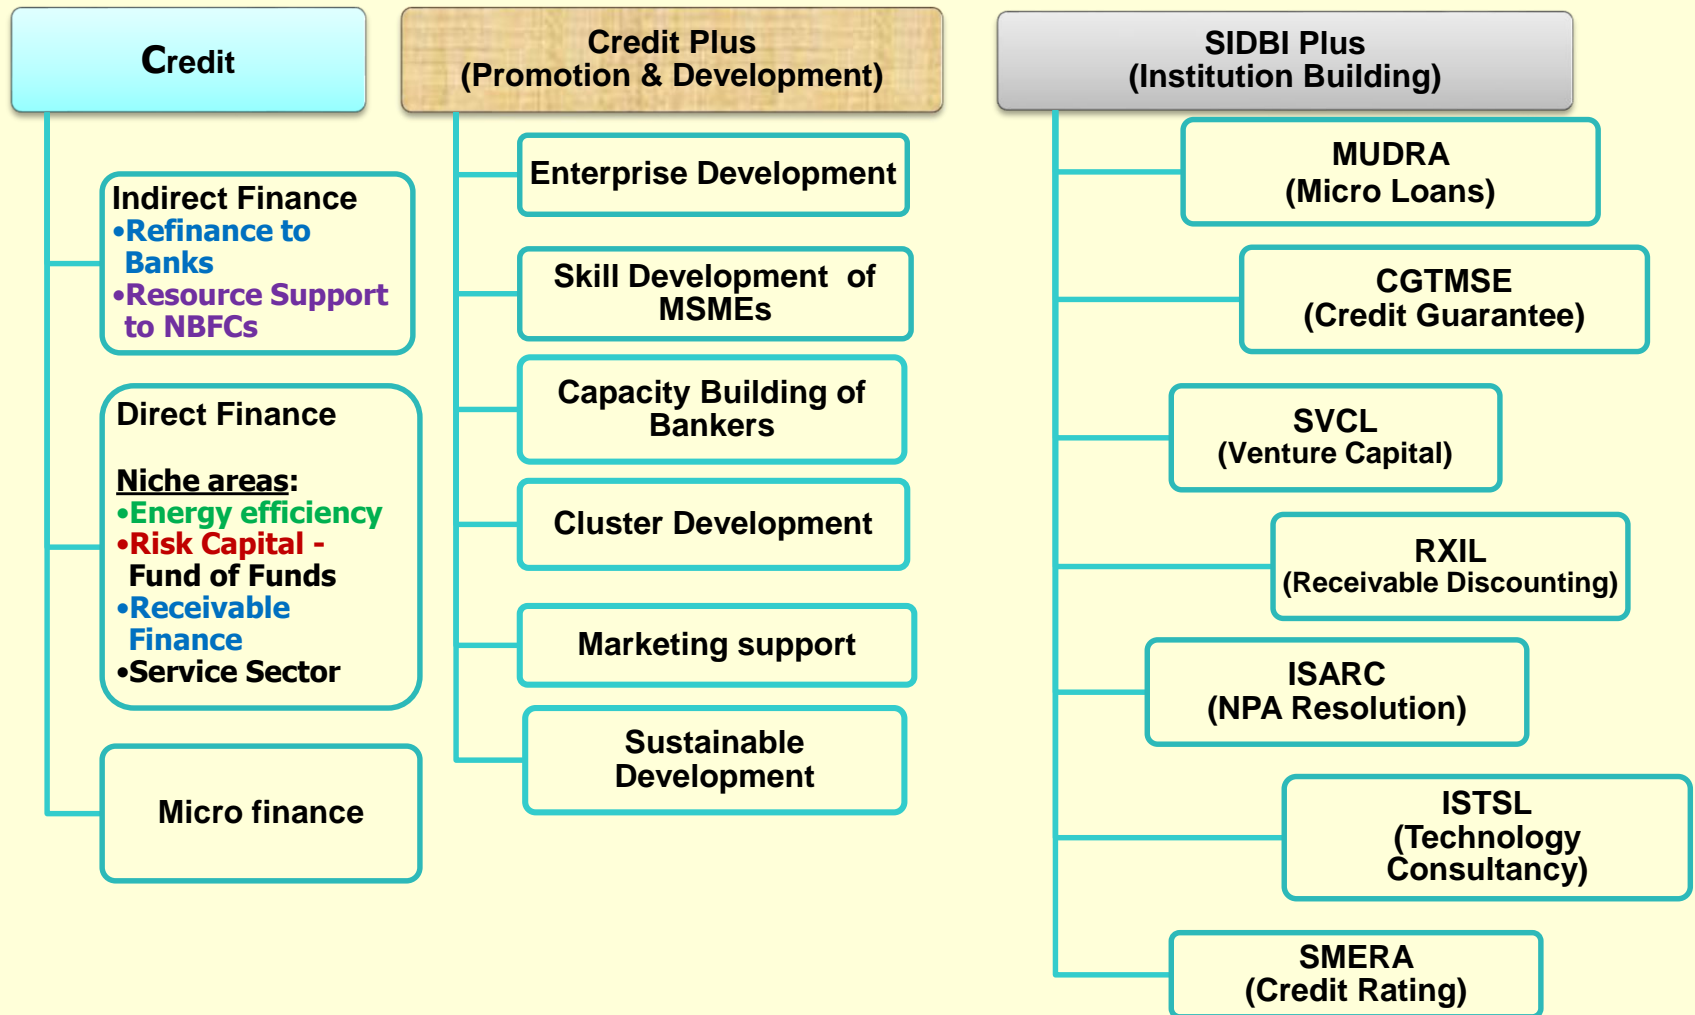 Credit
Indirect Finance
•Refinance to
Banks
•Resource Support
to NBFCs
Direct Finance
Niche areas:
•Energy efficiency
•Risk Capital -
Fund of Funds
•Receivable
Finance
•Service Sector
Micro finance
Credit Plus
(Promotion & Development)
Enterprise Development
Skill Development of
MSMEs
Capacity Building of
Bankers
Cluster Development
Marketing support
Sustainable
Development
SIDBI Plus
(Institution Building)
MUDRA
(Micro Loans)
CGTMSE
(Credit Guarantee)
SVCL
(Venture Capital)
RXIL
(Receivable Discounting)
ISARC
(NPA Resolution)
ISTSL
(Technology
Consultancy)
SMERA
(Credit Rating)